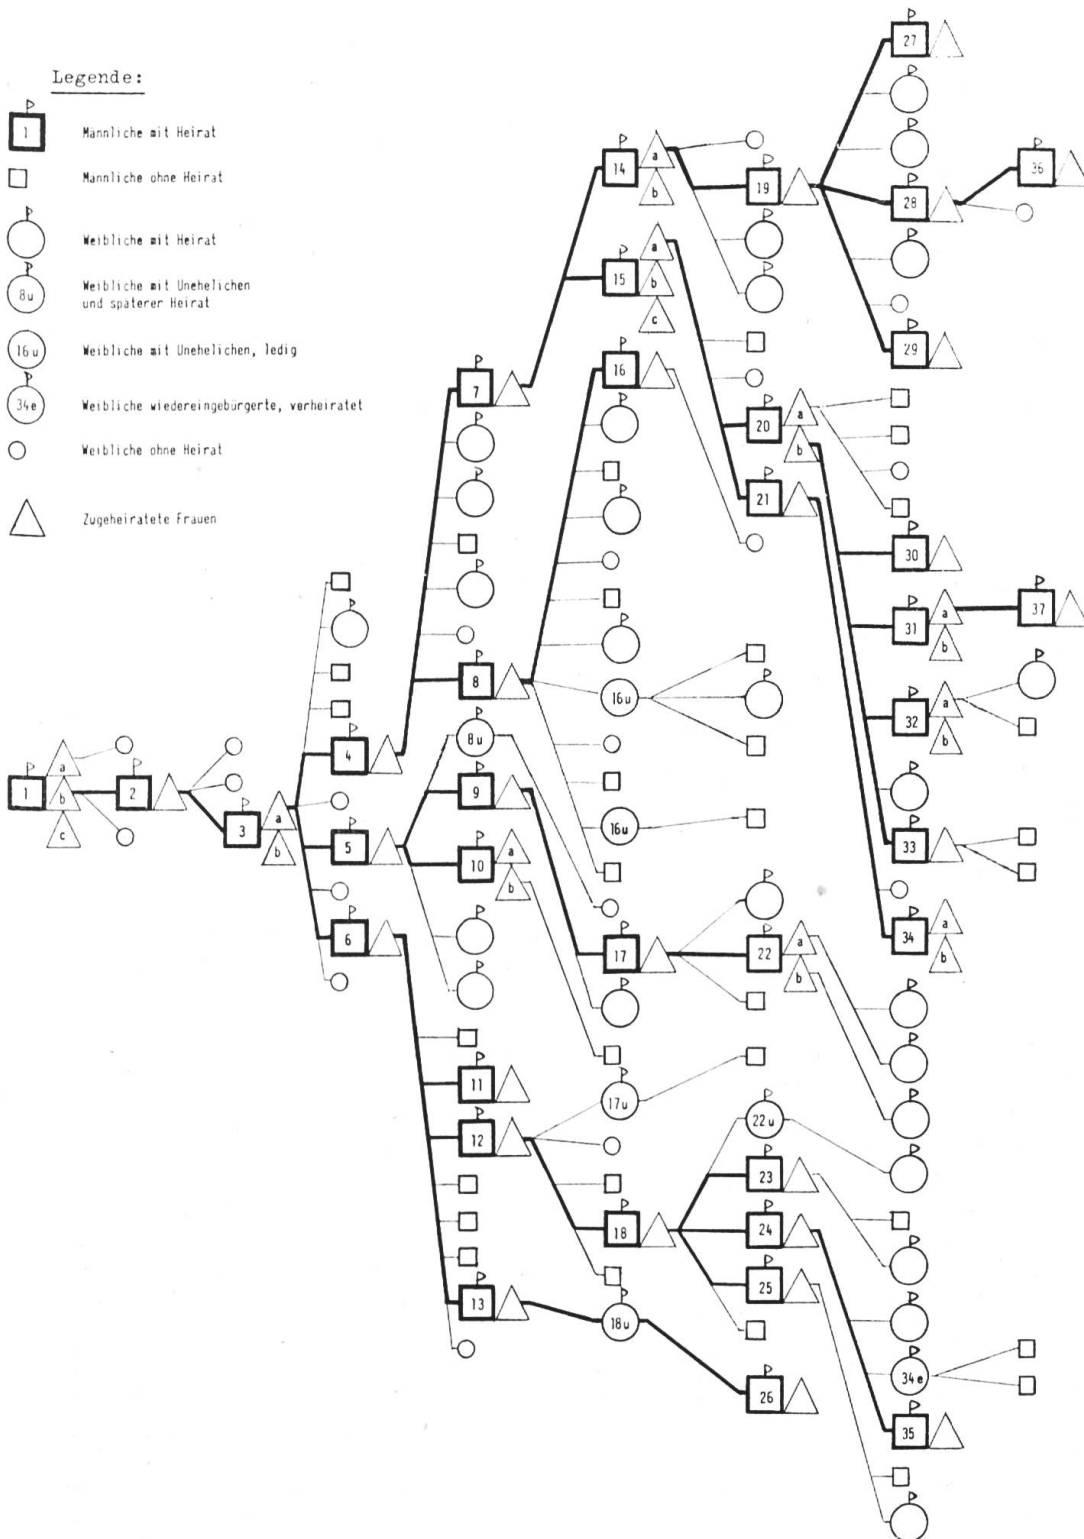 Legende:
1 Männliche mit Heirat
Männliche ohne Heirat
Weibliche mit Heirat
8u Weibliche mit Unehelichen
und späterer Heirat
16u Weibliche mit Unehelichen, ledig
34e Weibliche wiedereingebürgerte, verheiratet
Weibliche ohne Heirat
Zugeheiratete Frauen
1 a b c
2
3 a b
4
5
6
7
8
8u
9
10 a b
11
12
13
14 a b
15 a b c
16
16u
16u
17
17u
18
18u
19
20 a b
21
22 a b
22u
23
24
25
26
27
28
29
30
31 a b
32 a b
33
34 a b
34e
35
36
37